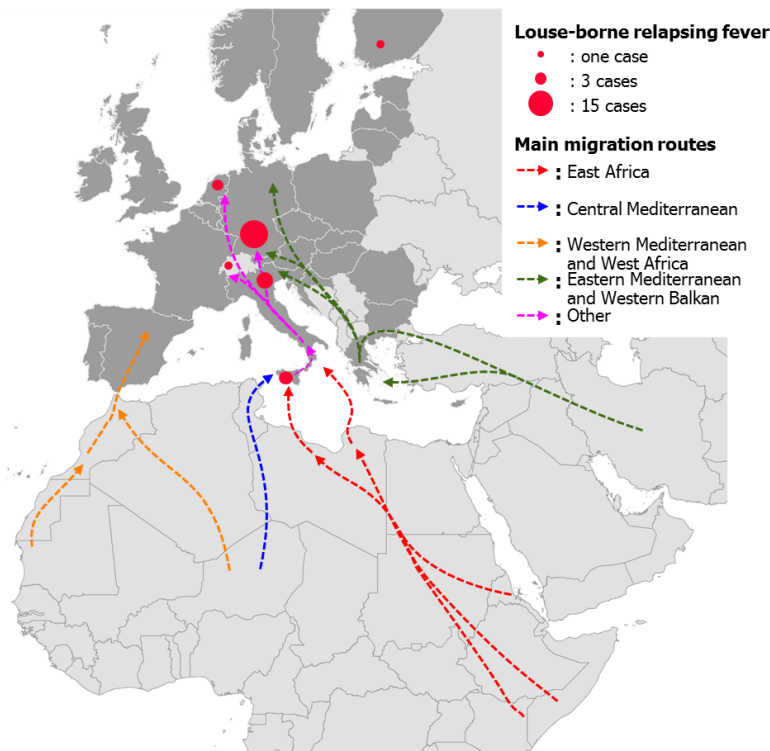 Louse-borne relapsing fever
: one case
: 3 cases
: 15 cases
Main migration routes
: East Africa
: Central Mediterranean
: Western Mediterranean
and West Africa
: Eastern Mediterranean
and Western Balkan
: Other